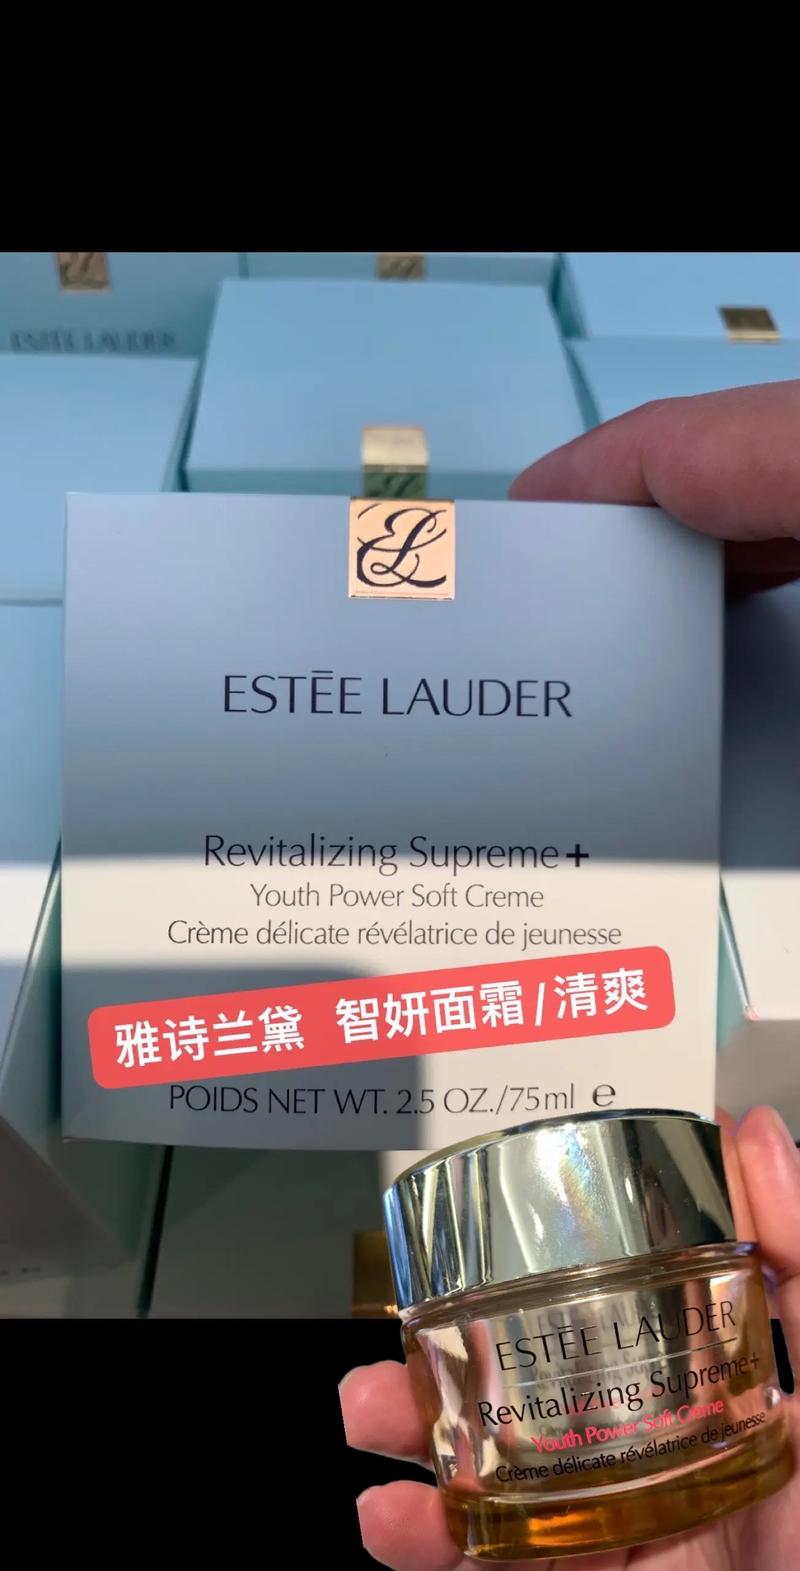 ESTĒE LAUDER
EL
ESTĒE LAUDER
Revitalizing Supreme+
Youth Power Soft Creme
Crème délicate révélatrice de jeunesse
雅诗兰黛 智妍面霜/清爽
POIDS NET WT. 2.5 OZ./75ml e
ESTĒE LAUDER
Revitalizing Supreme+
Youth Power Soft Creme
Crème délicate révélatrice de jeunesse